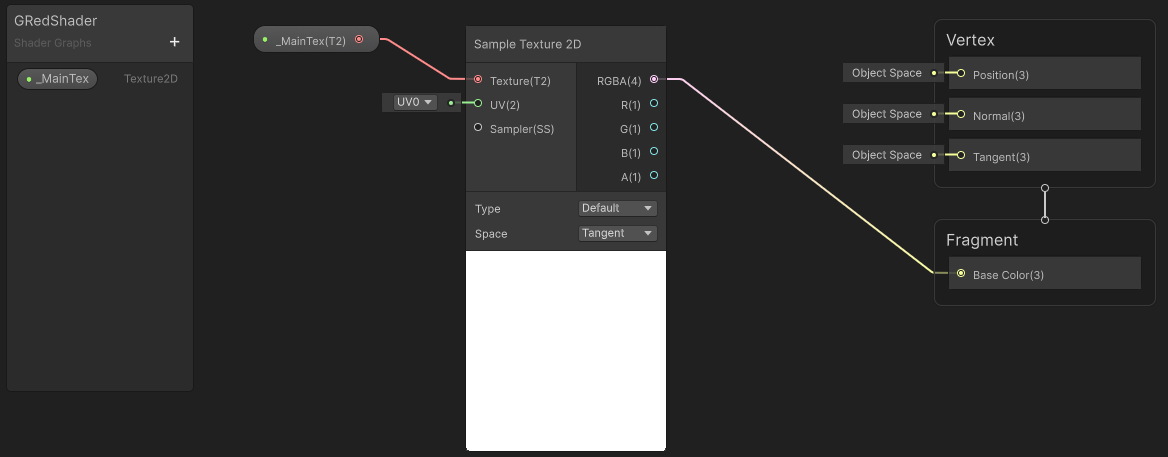 GRedShader
Shader Graphs
+
_MainTex
Texture2D
_MainTex(T2)
Sample Texture 2D
Texture(T2)
RGBA(4)
UV0
UV(2)
R(1)
Sampler(SS)
G(1)
B(1)
A(1)
Type
Default
Space
Tangent
Vertex
Object Space
Position(3)
Object Space
Normal(3)
Object Space
Tangent(3)
Fragment
Base Color(3)